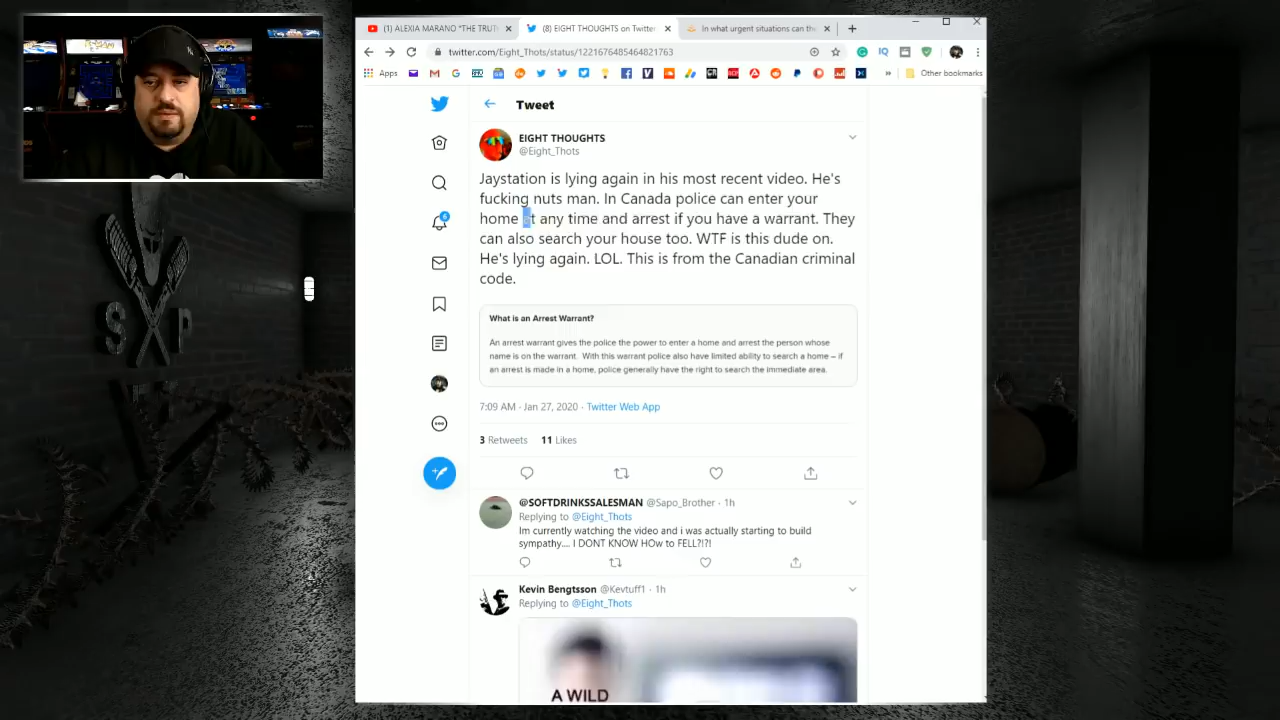 (1) ALEXIA MARANO *THE TRUT
(8) EIGHT THOUGHTS on Twitter
In what urgent situations can the
twitter.com/Eight_Thots/status/1221676485464821763
Apps
Other bookmarks
Tweet
EIGHT THOUGHTS
@Eight_Thots
Jaystation is lying again in his most recent video. He's
fucking nuts man. In Canada police can enter your
home at any time and arrest if you have a warrant. They
can also search your house too. WTF is this dude on.
He's lying again. LOL. This is from the Canadian criminal
code.
What is an Arrest Warrant?
An arrest warrant gives the police the power to enter a home and arrest the person whose
name is on the warrant. With this warrant police also have limited ability to search a home – if
an arrest is made in a home, police generally have the right to search the immediate area.
7:09 AM · Jan 27, 2020 · Twitter Web App
3 Retweets 11 Likes
@SOFTDRINKSSALESMAN @Sapo_Brother · 1h
Replying to @Eight_Thots
Im currently watching the video and i was actually starting to build
sympathy.... I DONT KNOW HOw to FELL?!?!
Kevin Bengtsson @Kevtuff1 · 1h
Replying to @Eight_Thots
A WILD
S X P